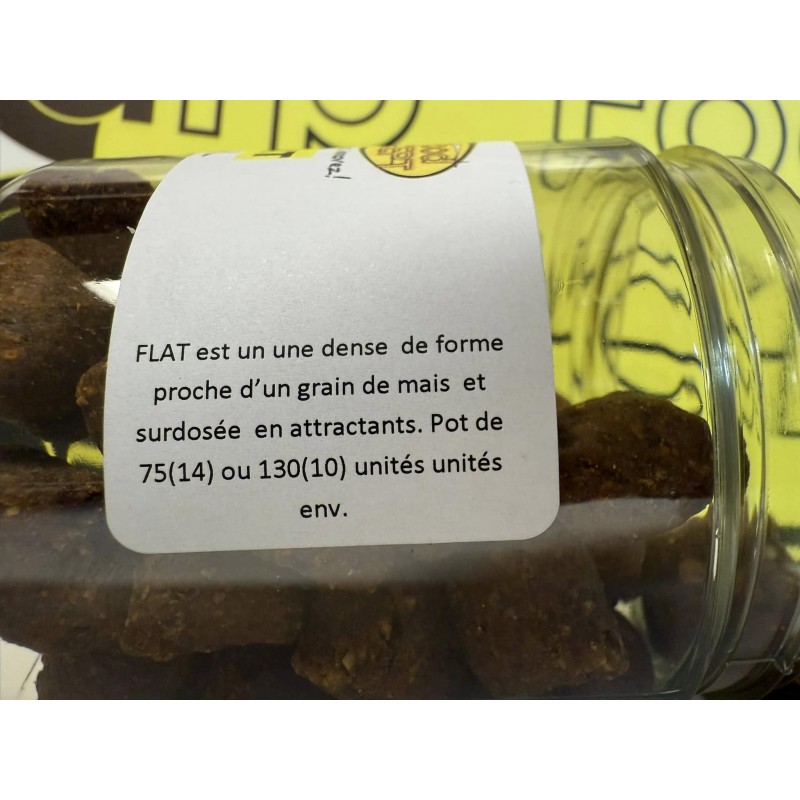 FLAT est un une dense de forme
proche d'un grain de mais et
surdosée en attractants. Pot de
75(14) ou 130(10) unités unités
env.